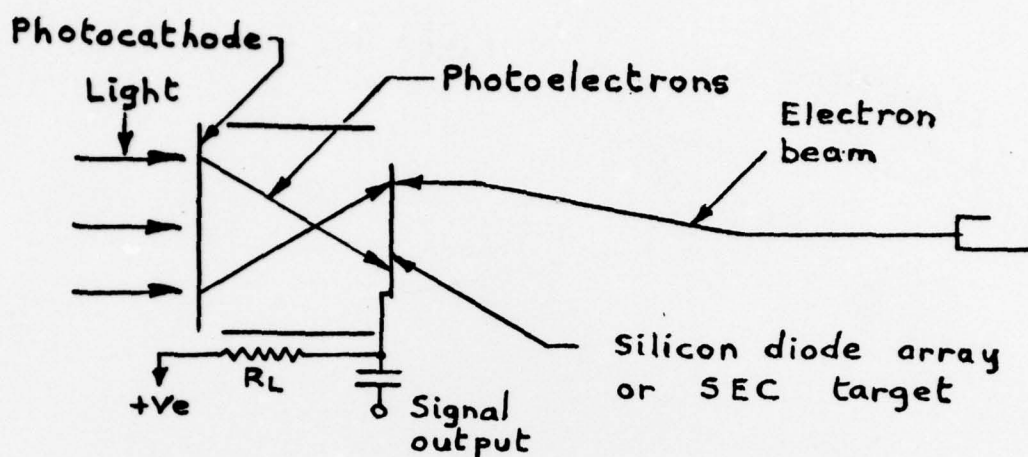 Photocathode
Light
Photoelectrons
Electron
beam
Silicon diode array
or SEC target
RL
+Ve
Signal
output